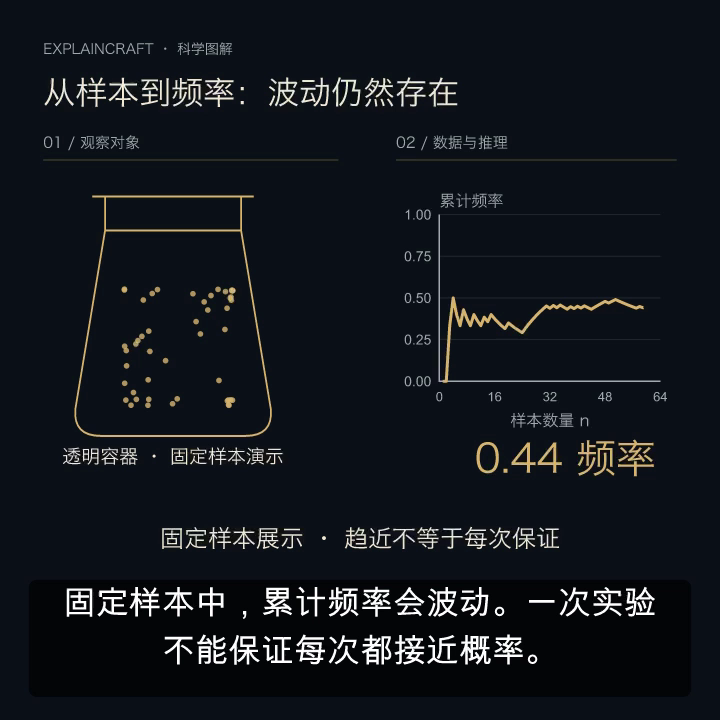 EXPLAINCRAFT · 科学图解
从样本到频率：波动仍然存在
01 / 观察对象
02 / 数据与推理
累计频率
1.00
0.75
0.50
0.25
0.00
0 16 32 48 64
样本数量 n
透明容器 · 固定样本演示
0.44 频率
固定样本展示 · 趋近不等于每次保证
固定样本中，累计频率会波动。一次实验
不能保证每次都接近概率。